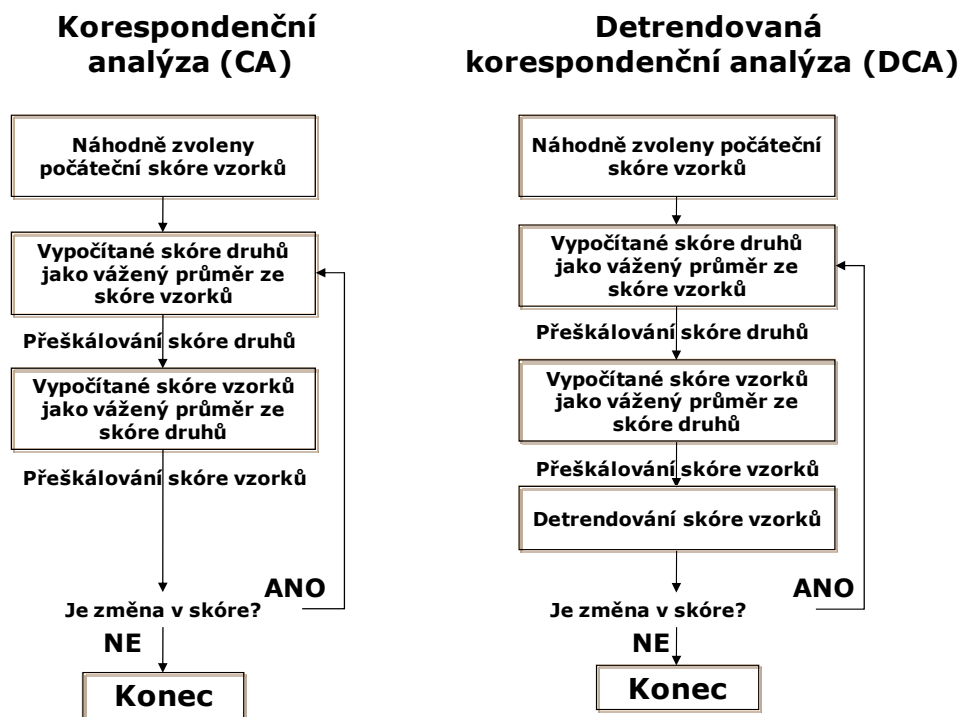 Korespondenční
analýza (CA)
Náhodně zvoleny
počáteční skóre vzorků
Vypočítané skóre druhů
jako vážený průměr ze
skóre vzorků
Přeškálování skóre druhů
Vypočítané skóre vzorků
jako vážený průměr ze
skóre druhů
Přeškálování skóre vzorků
ANO
Je změna v skóre?
NE
Konec
Detrendovaná
korespondenční analýza (DCA)
Náhodně zvoleny počáteční
skóre vzorků
Vypočítané skóre druhů
jako vážený průměr ze
skóre vzorků
Přeškálování skóre druhů
Vypočítané skóre vzorků
jako vážený průměr ze
skóre druhů
Přeškálování skóre vzorků
Detrendování skóre vzorků
ANO
Je změna v skóre?
NE
Konec